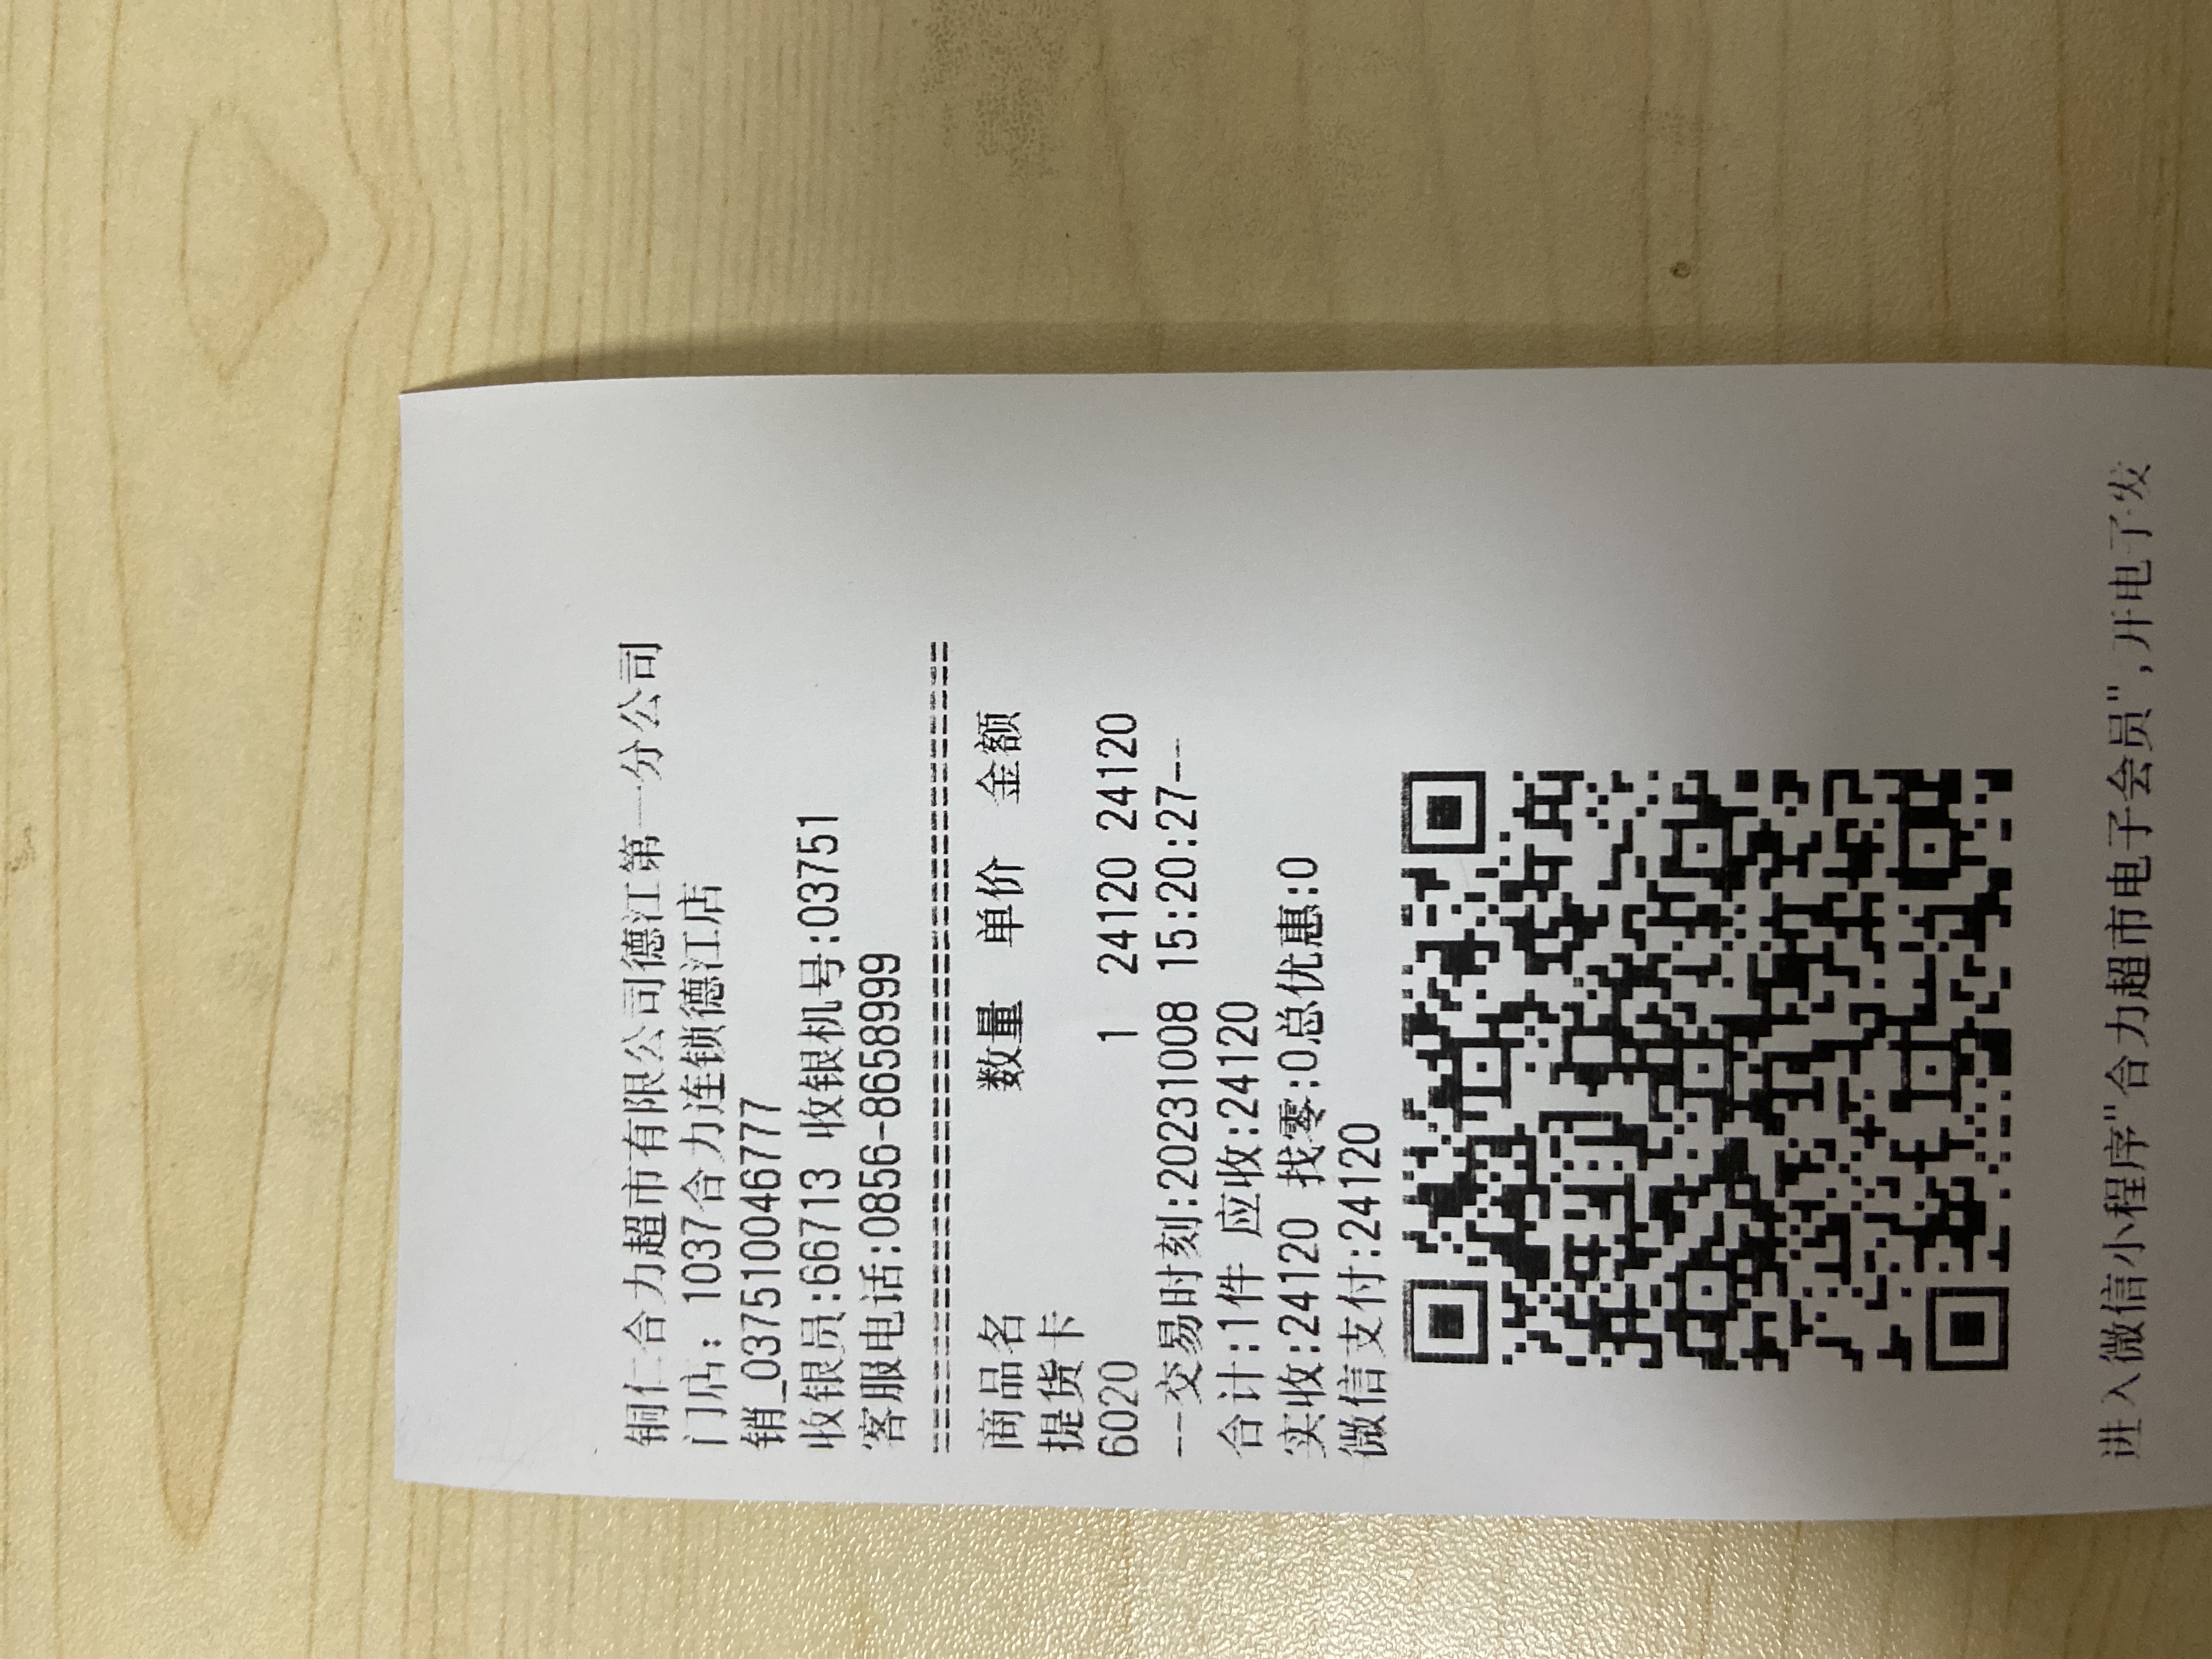 铜仁合力超市有限公司德江第一分公司
门店: 1037合力连锁德江店
销_0375110046777
收银员:66713 收银机号:03751
客服电话:0856-8658999
========================================
商品名 数量 单价 金额
提货卡
6020 1 24120 24120
--交易时刻:20231008 15:20:27--
合计:1件 应收:24120
实收:24120 找零:0总优惠:0
微信支付:24120
进入微信小程序"合力超市电子会员",开电子发